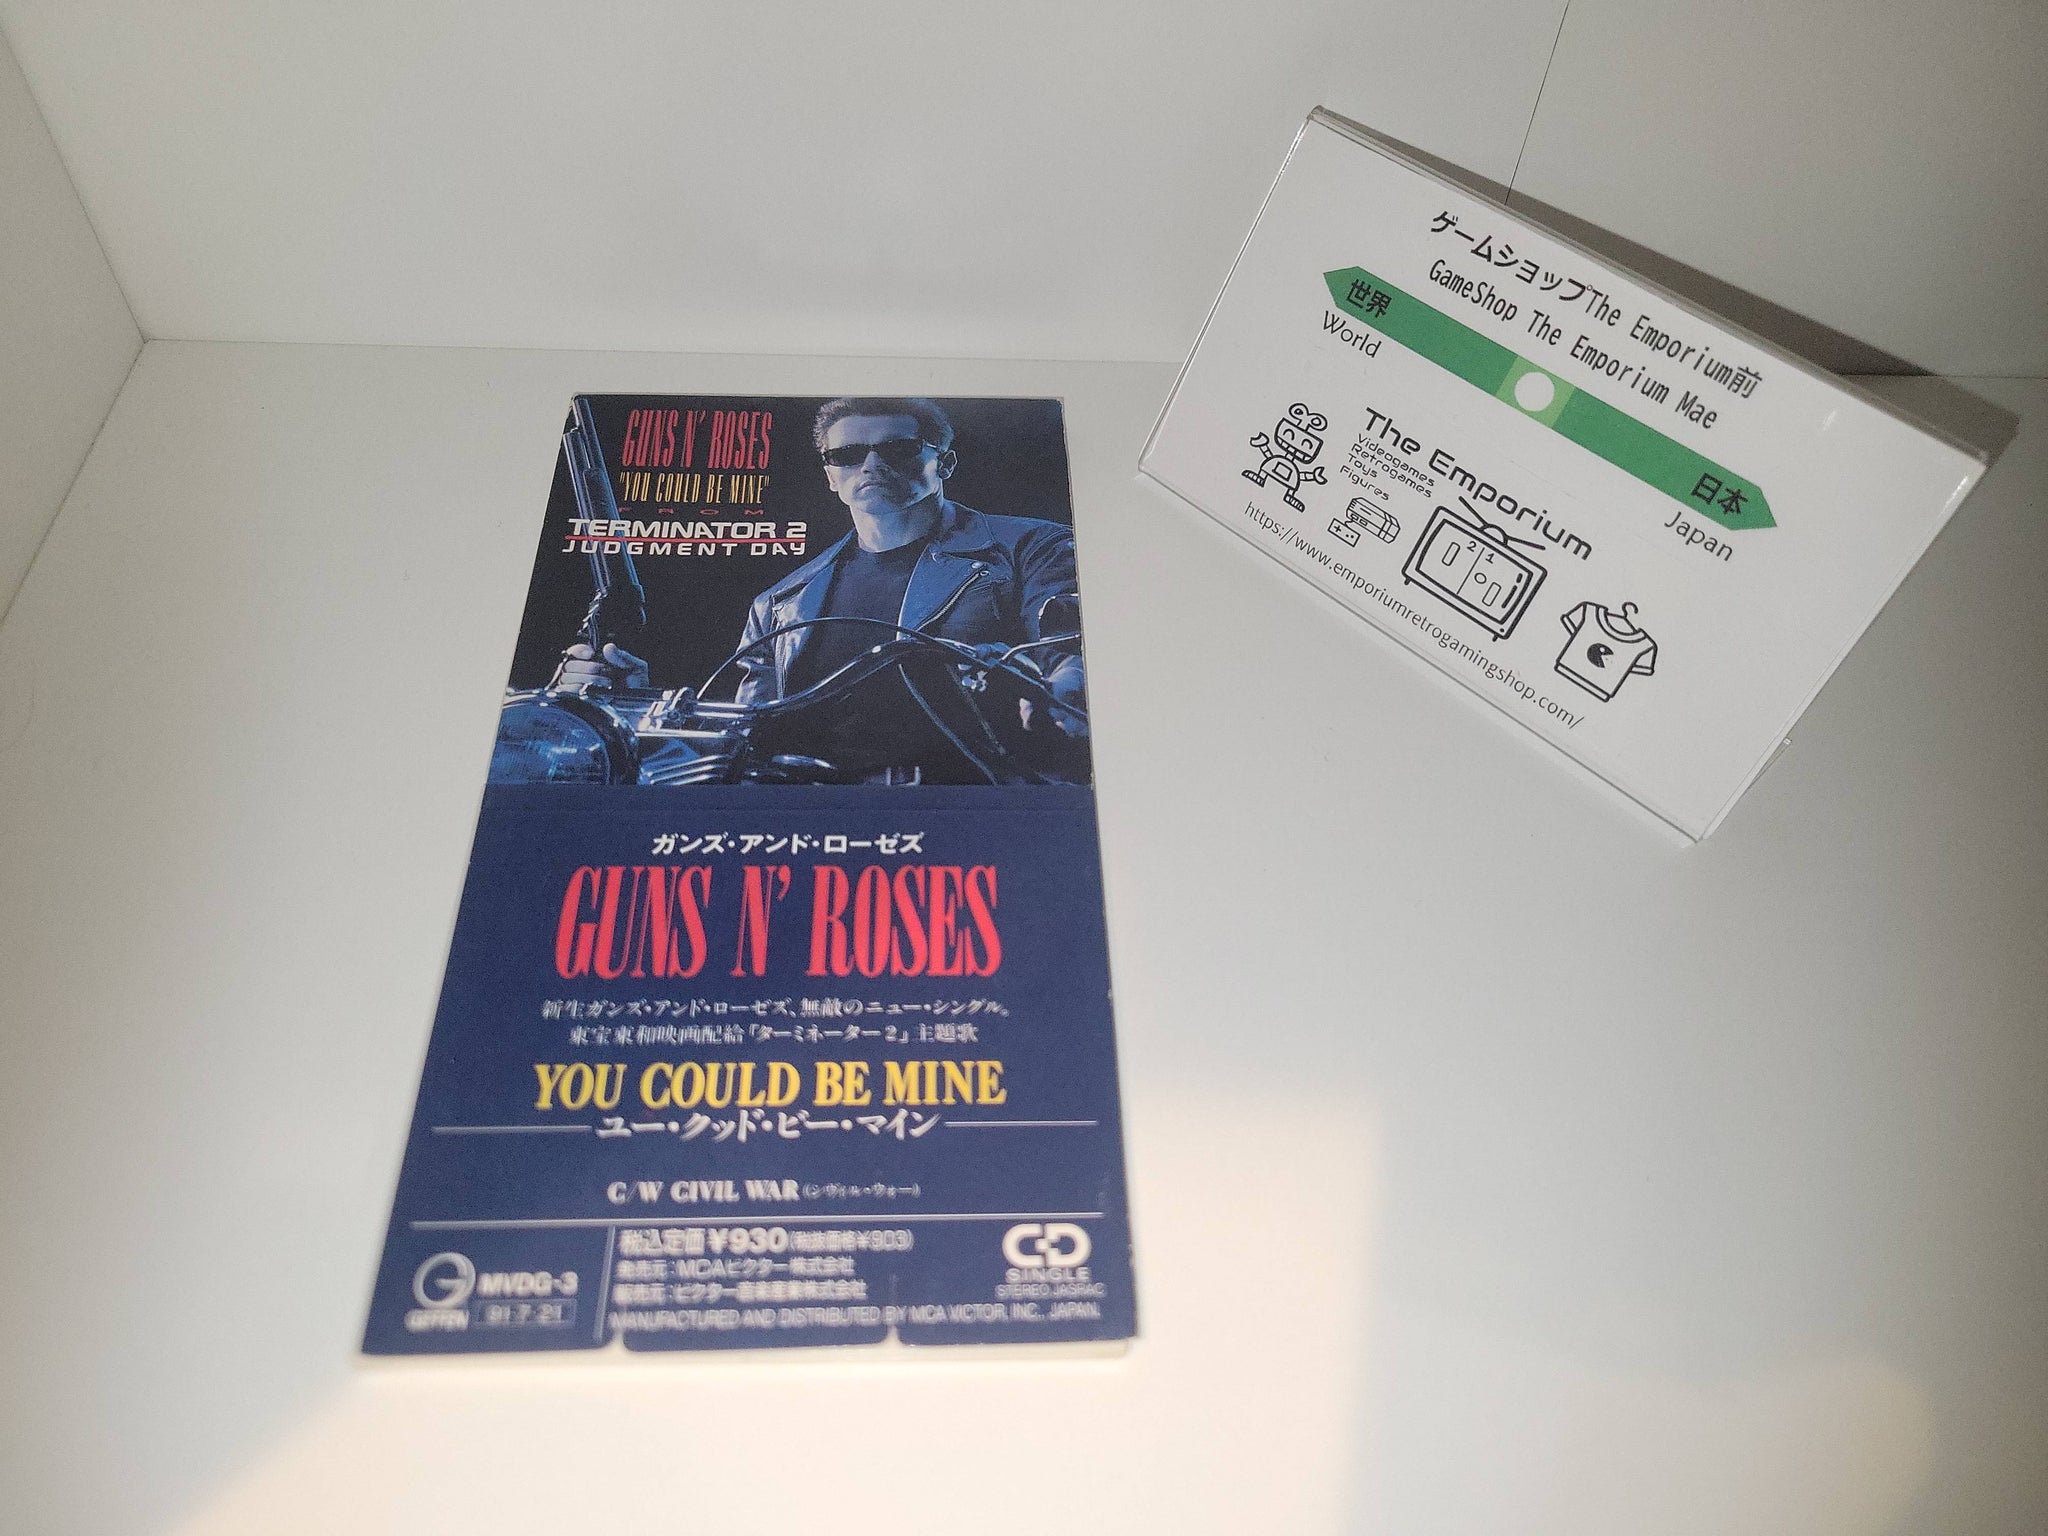 GUNS N' ROSES
"YOU COULD BE MINE"
FROM
TERMINATOR 2
JUDGMENT DAY
ガンズ・アンド・ローゼズ
GUNS N' ROSES
新生ガンズ・アンド・ローゼズ、無敵のニュー・シングル。
東宝東和映画配給「ターミネーター2」主題歌
YOU COULD BE MINE
ユー・クッド・ビー・マイン
C/W CIVIL WAR (シヴィル・ウォー)
GEFFEN
MVDG-3
91・7・21
税込定価¥930(税抜価格¥903)
発売元:MCAビクター株式会社
販売元:ビクター音楽産業株式会社
MANUFACTURED AND DISTRIBUTED BY MCA VICTOR, INC., JAPAN.
CD
SINGLE
STEREO JASRAC
ゲームショップThe Emporium前
GameShop The Emporium Mae
世界
World
日本
Japan
The Emporium
Videogames
Retrogames
Toys
Figures
2 1
https://www.emporiumretrogamingshop.com/